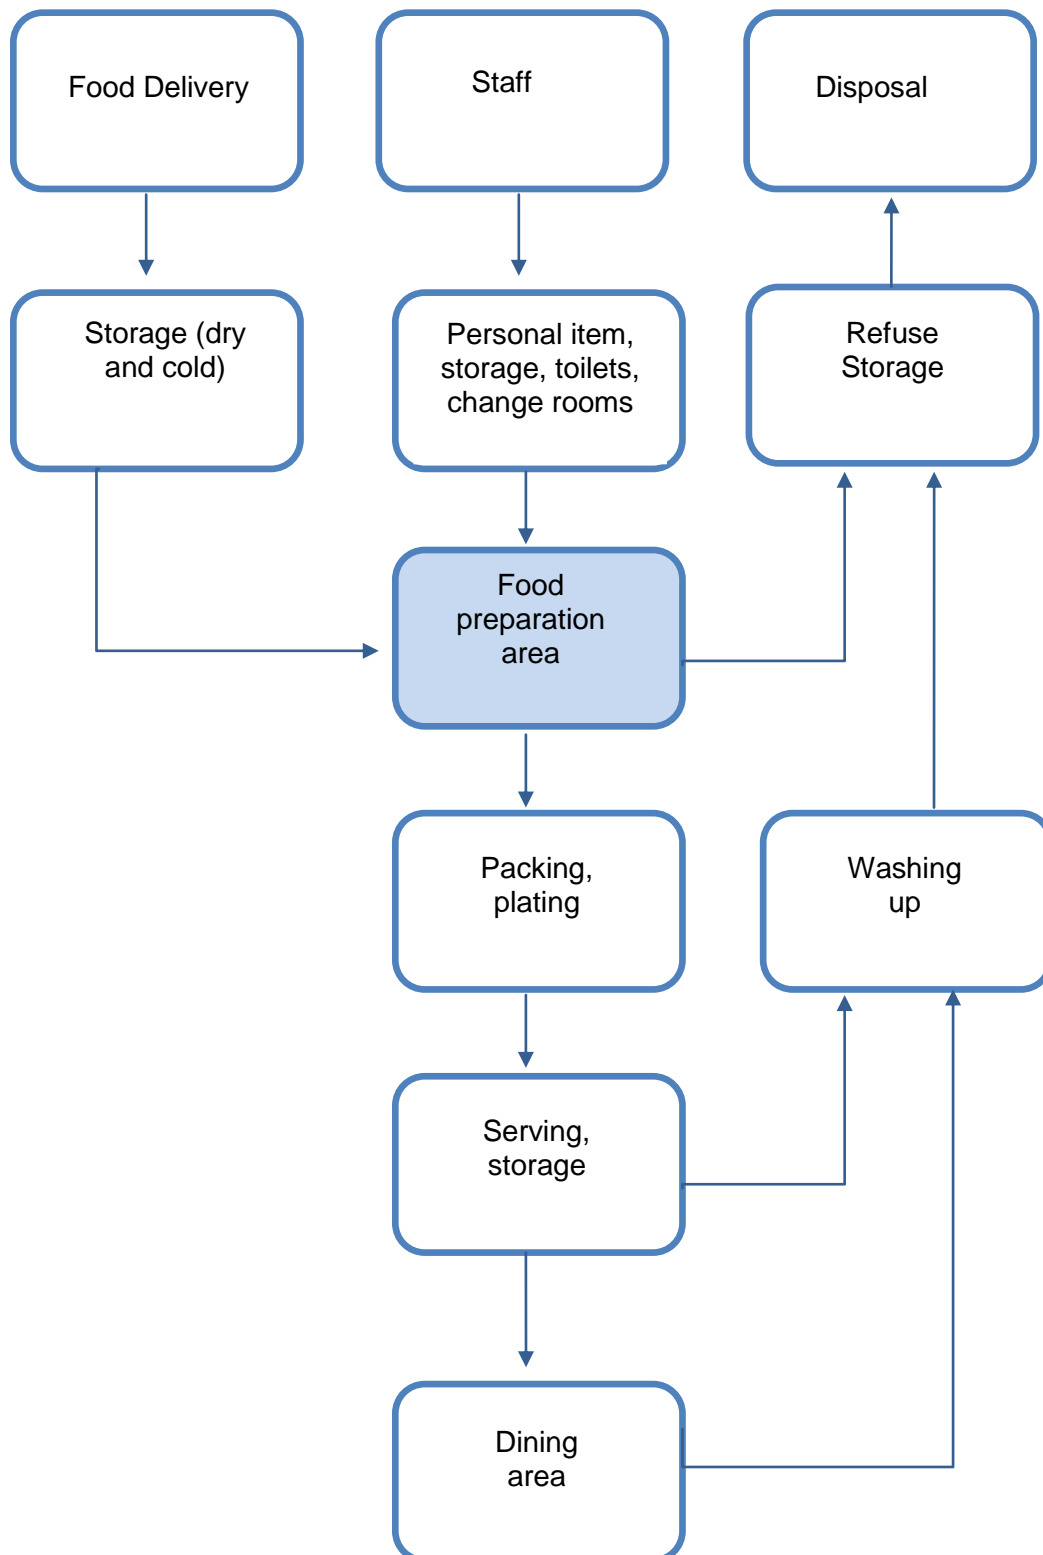 Food Delivery
Staff
Disposal
Storage (dry
and cold)
Personal item,
storage, toilets,
change rooms
Refuse
Storage
Food
preparation
area
Packing,
plating
Washing
up
Serving,
storage
Dining
area